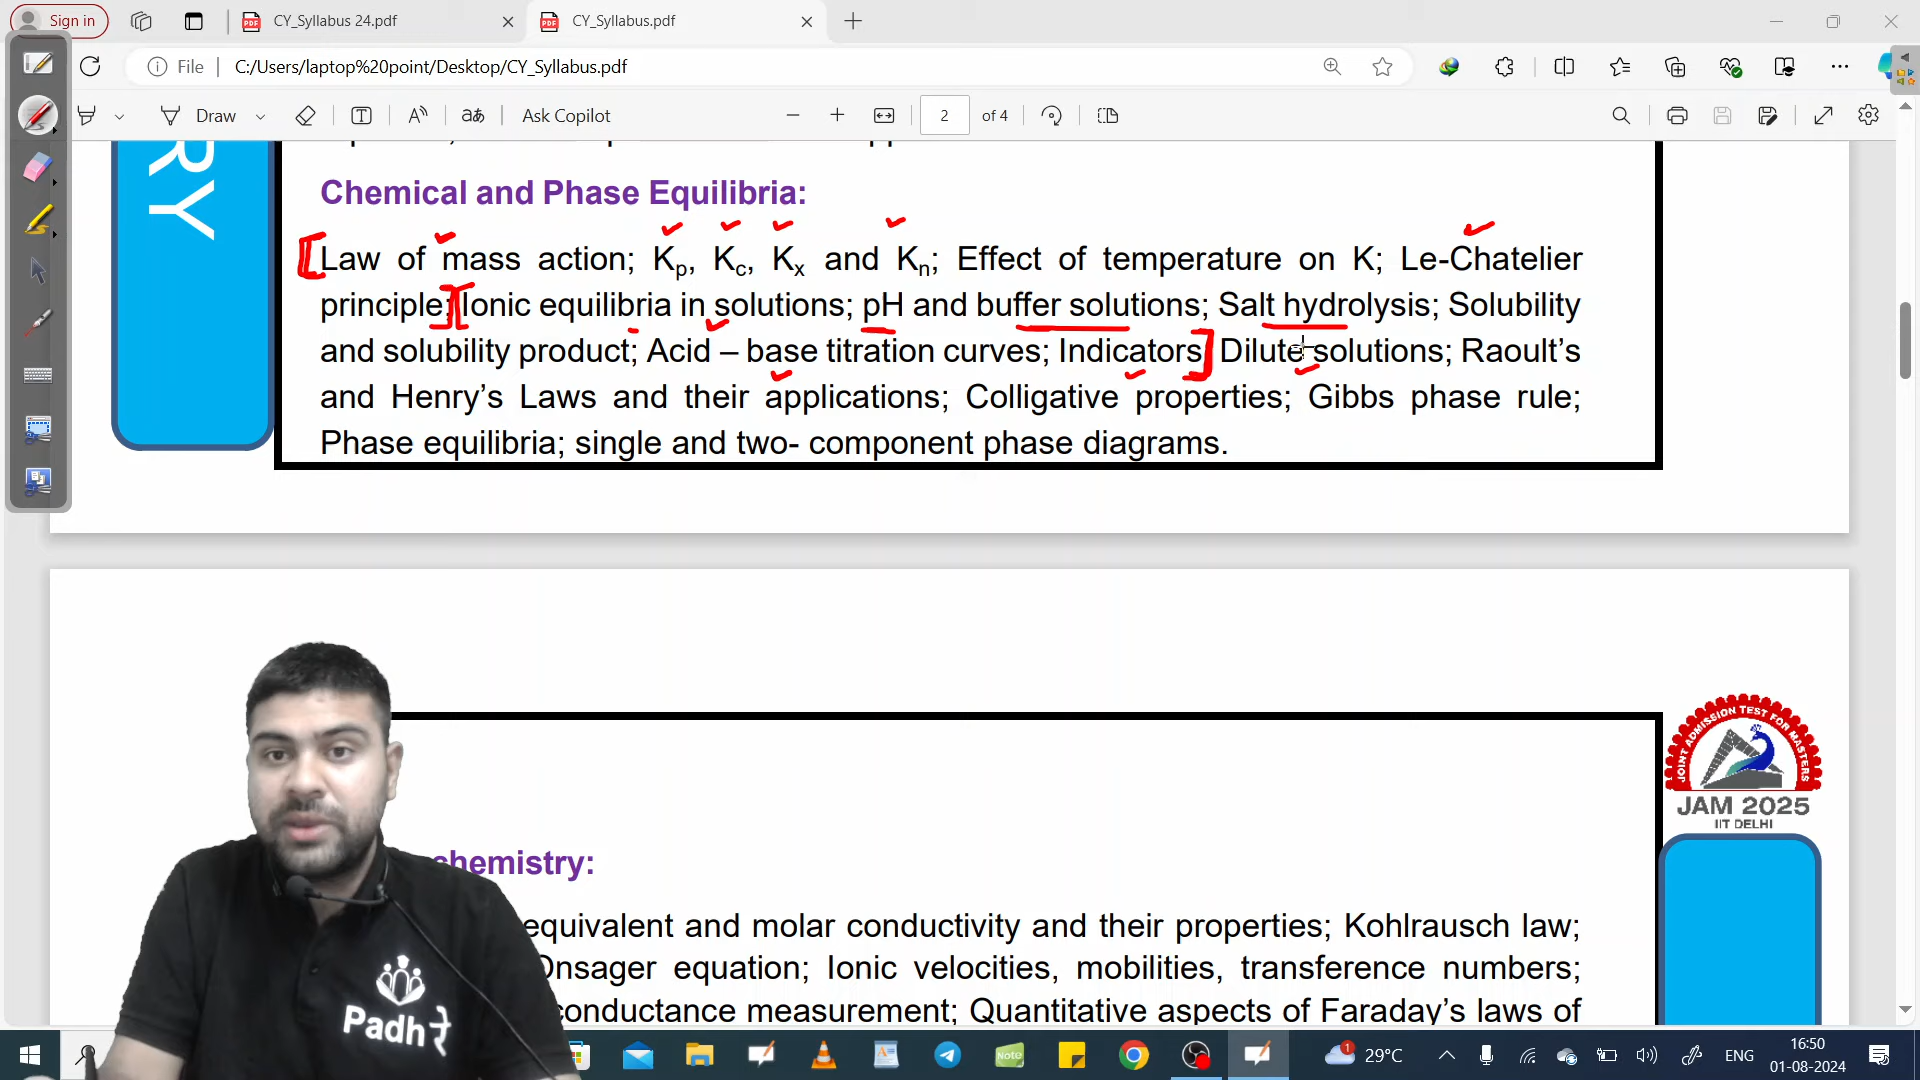 Sign in
CY_Syllabus 24.pdf
CY_Syllabus.pdf
File
C:/Users/laptop%20point/Desktop/CY_Syllabus.pdf
Draw
aあ
Ask Copilot
2
of 4
RY
Chemical and Phase Equilibria:
Law of mass action; Kp, Kc, Kx and Kn; Effect of temperature on K; Le-Chatelier
principle; Ionic equilibria in solutions; pH and buffer solutions; Salt hydrolysis; Solubility
and solubility product; Acid – base titration curves; Indicators; Dilute solutions; Raoult's
and Henry's Laws and their applications; Colligative properties; Gibbs phase rule;
Phase equilibria; single and two- component phase diagrams.
JOINT ADMISSION TEST FOR MASTERS
JAM 2025
IIT DELHI
chemistry:
equivalent and molar conductivity and their properties; Kohlrausch law;
Onsager equation; Ionic velocities, mobilities, transference numbers;
conductance measurement; Quantitative aspects of Faraday's laws of
Padhरे
Note
1
29°C
ENG
16:50
01-08-2024